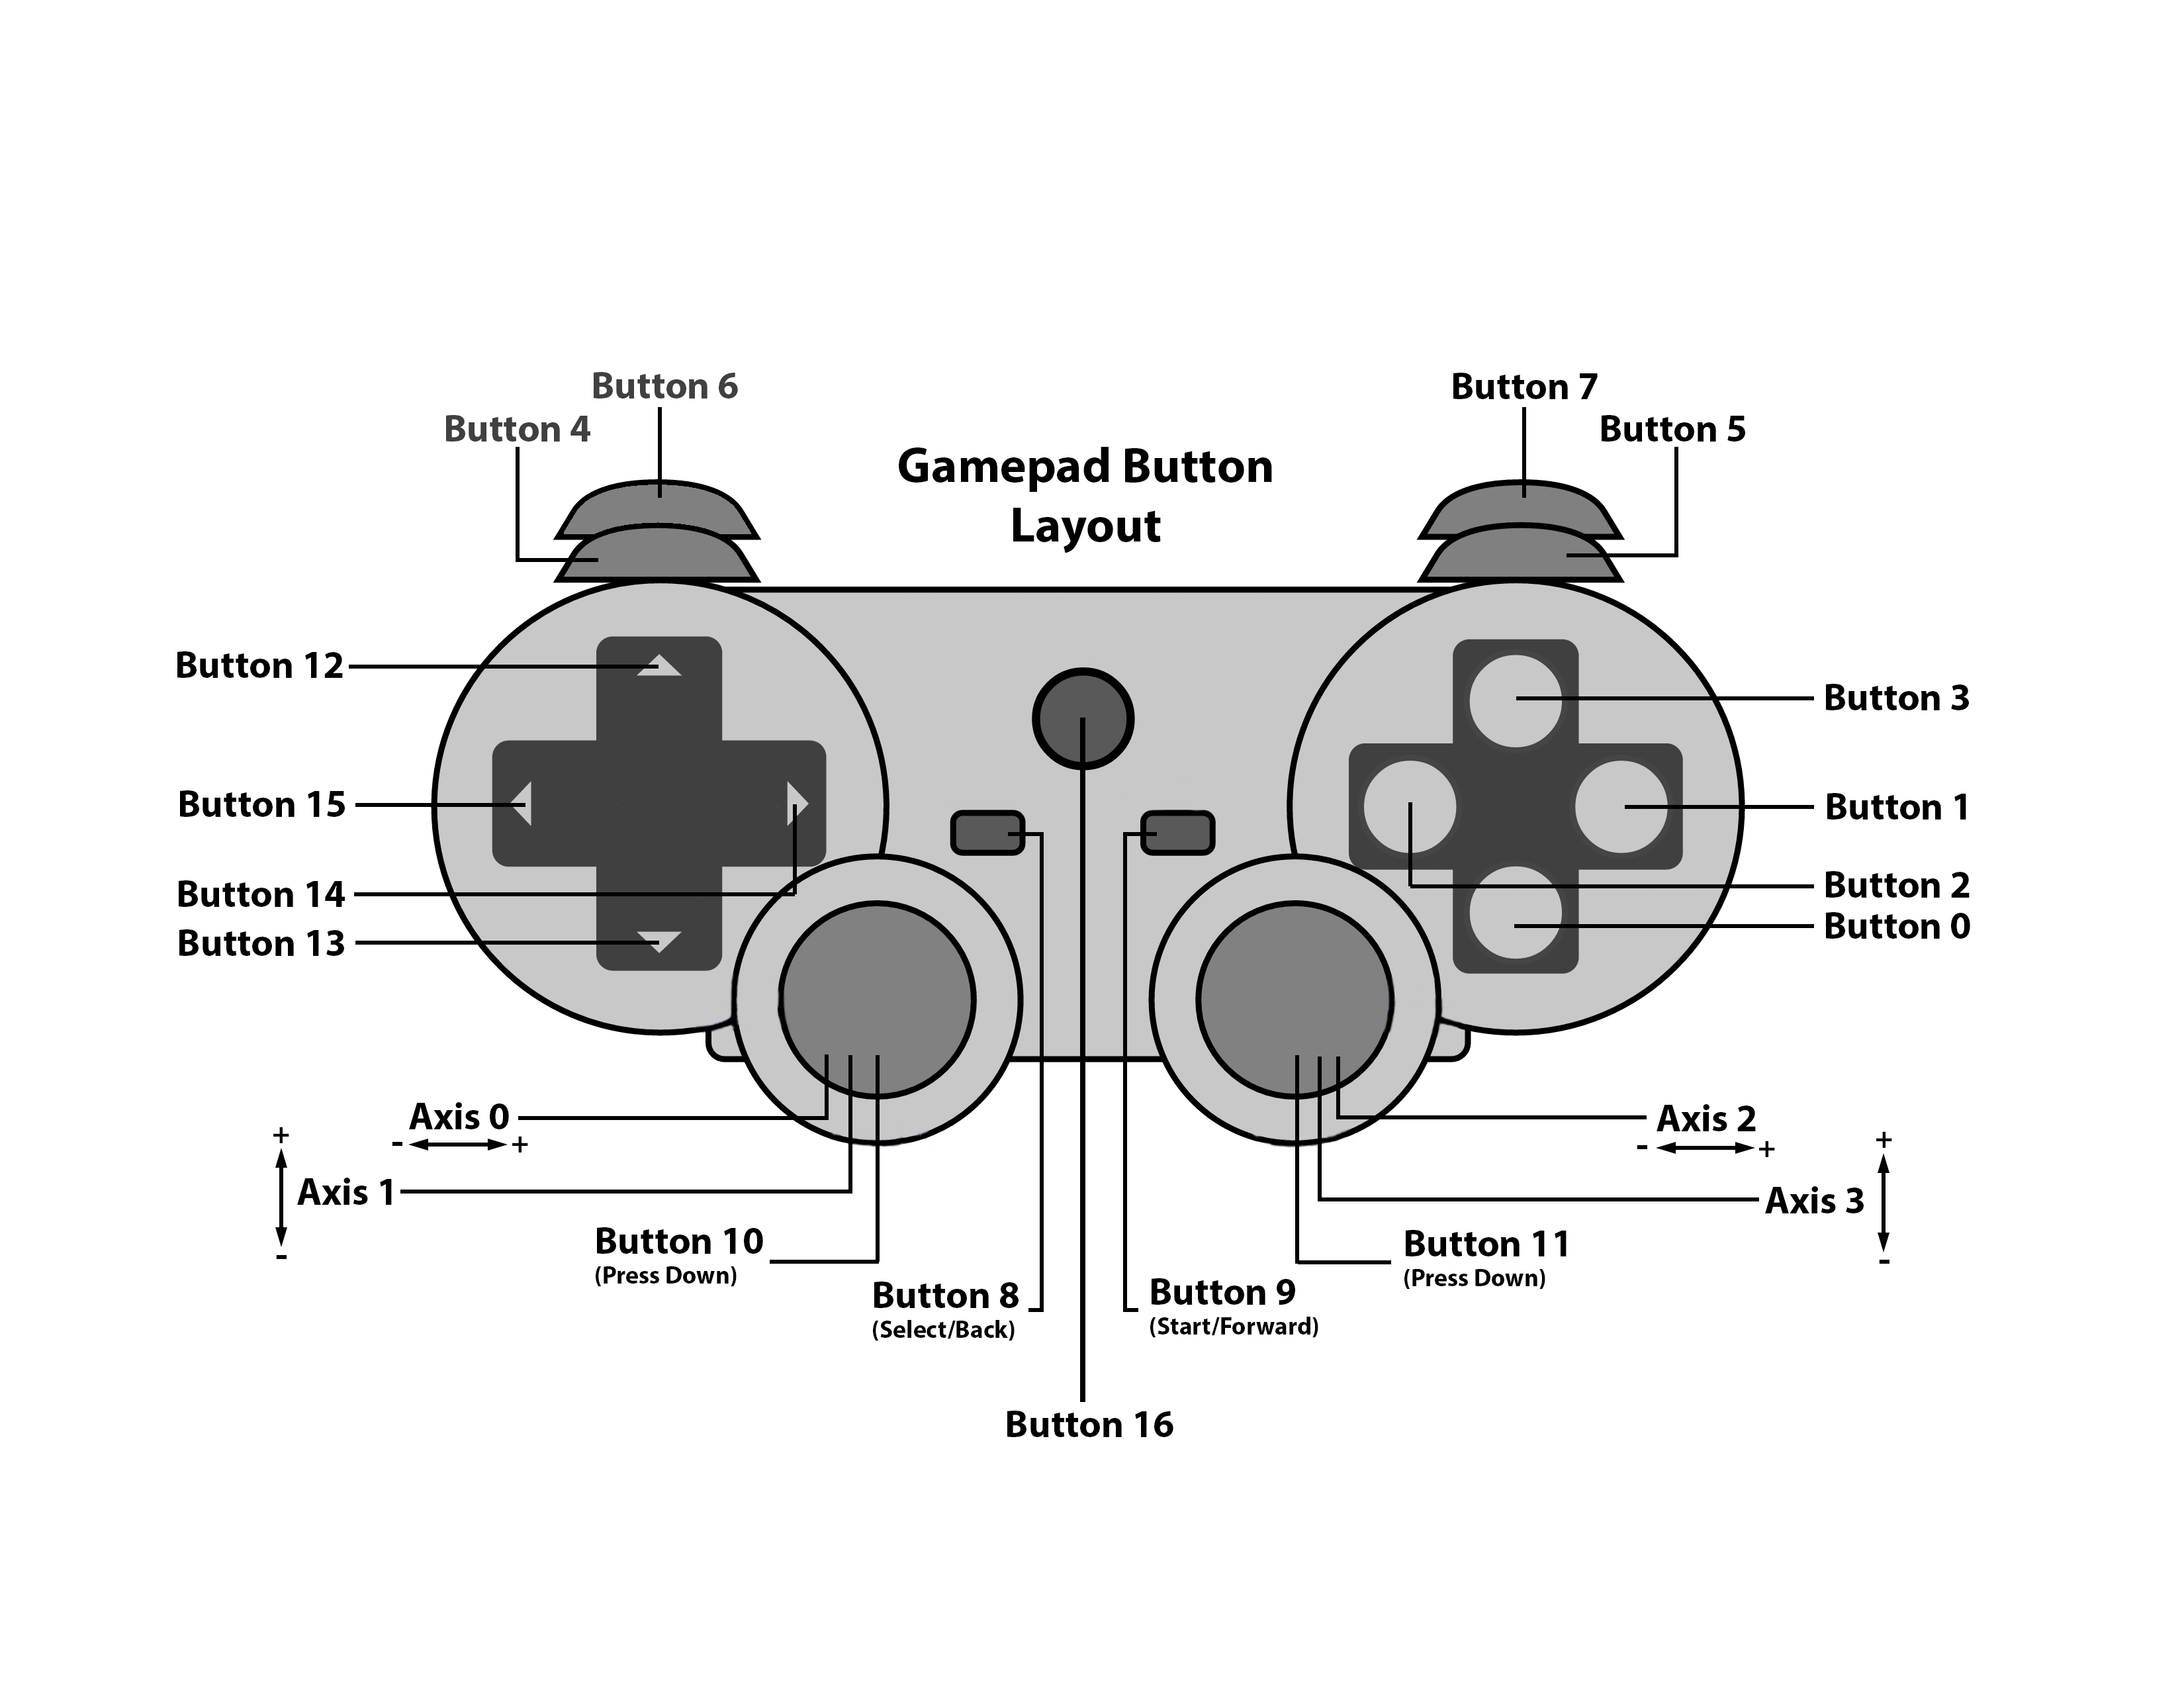 Button 6
Button 7
Button 4
Button 5
Gamepad Button
Layout
Button 12
Button 3
Button 15
Button 1
Button 14
Button 2
Button 13
Button 0
Axis 0
- +
Axis 2
- +
+
Axis 1
-
+
Axis 3
-
Button 10
(Press Down)
Button 11
(Press Down)
Button 8
(Select/Back)
Button 9
(Start/Forward)
Button 16